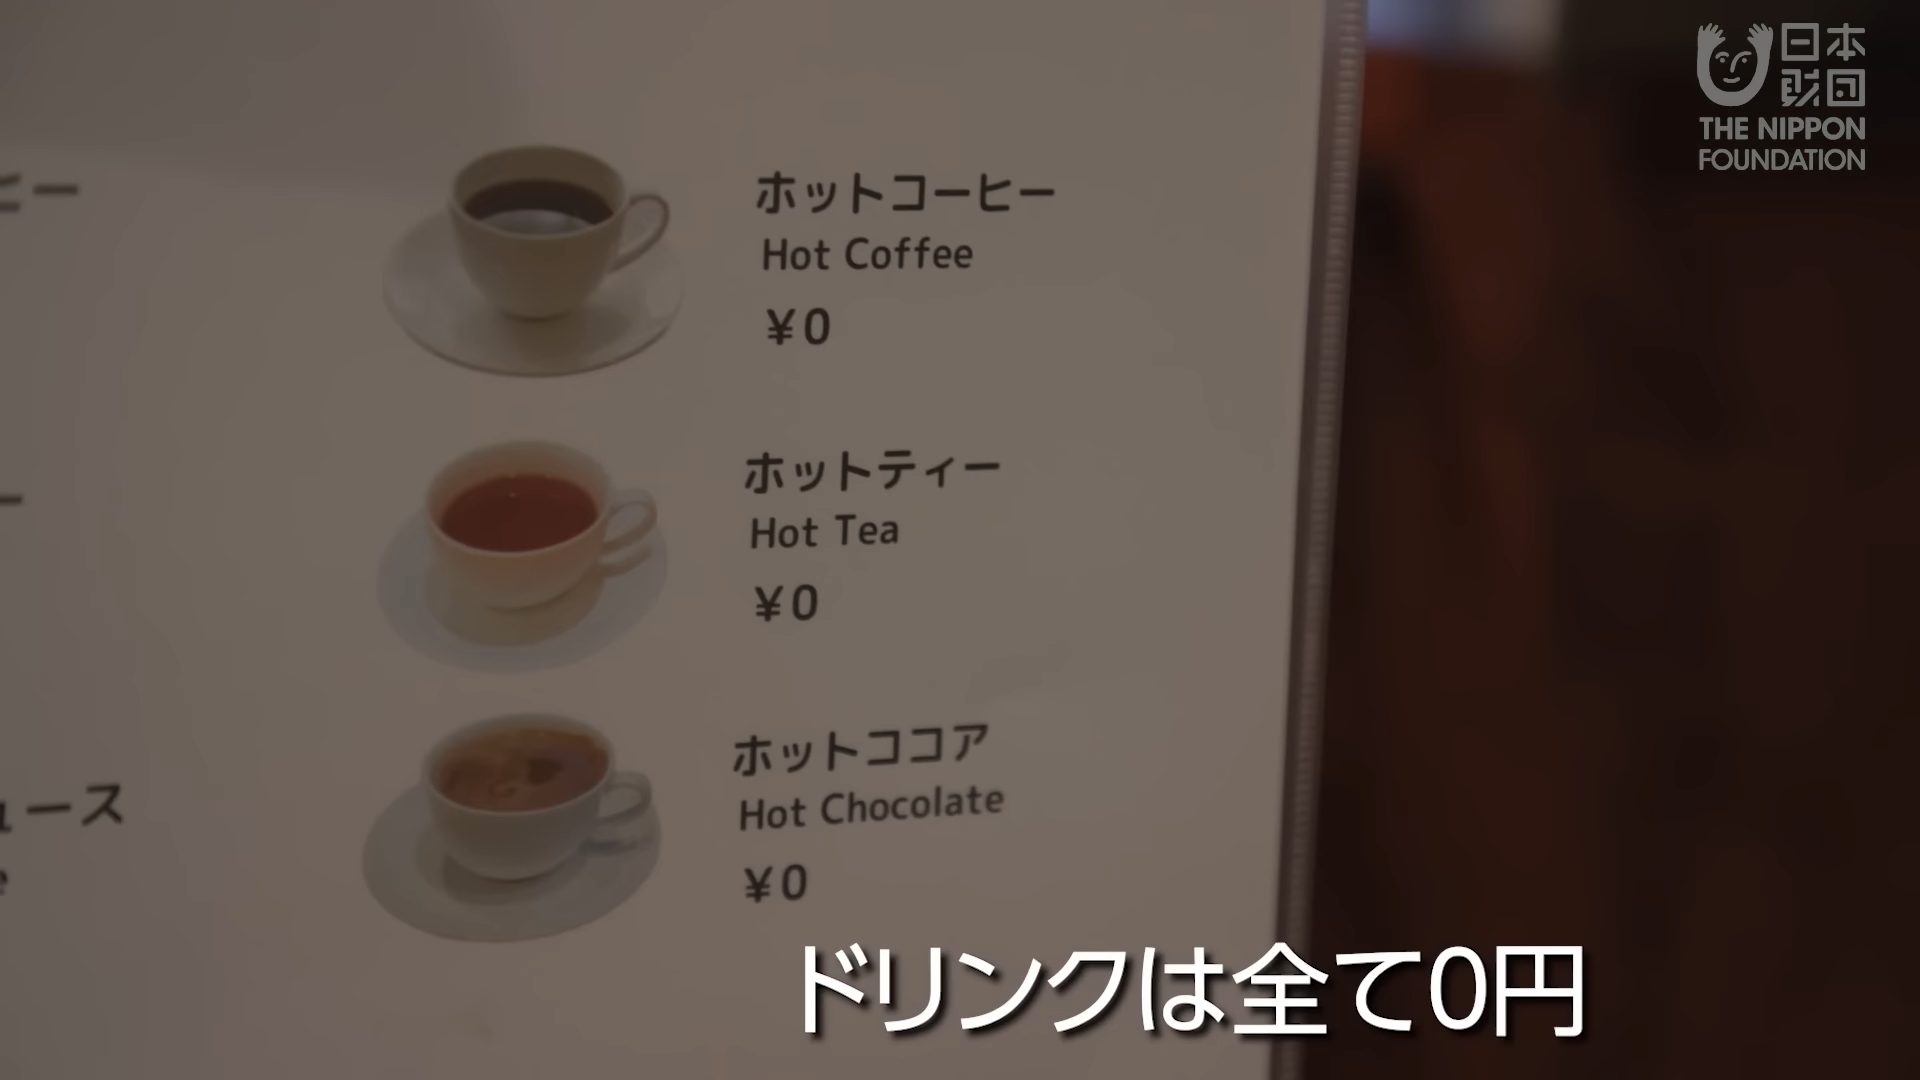 日本
財団
THE NIPPON
FOUNDATION
ホットコーヒー
Hot Coffee
¥0
ホットティー
Hot Tea
¥0
ホットココア
Hot Chocolate
¥0
ドリンクは全て0円